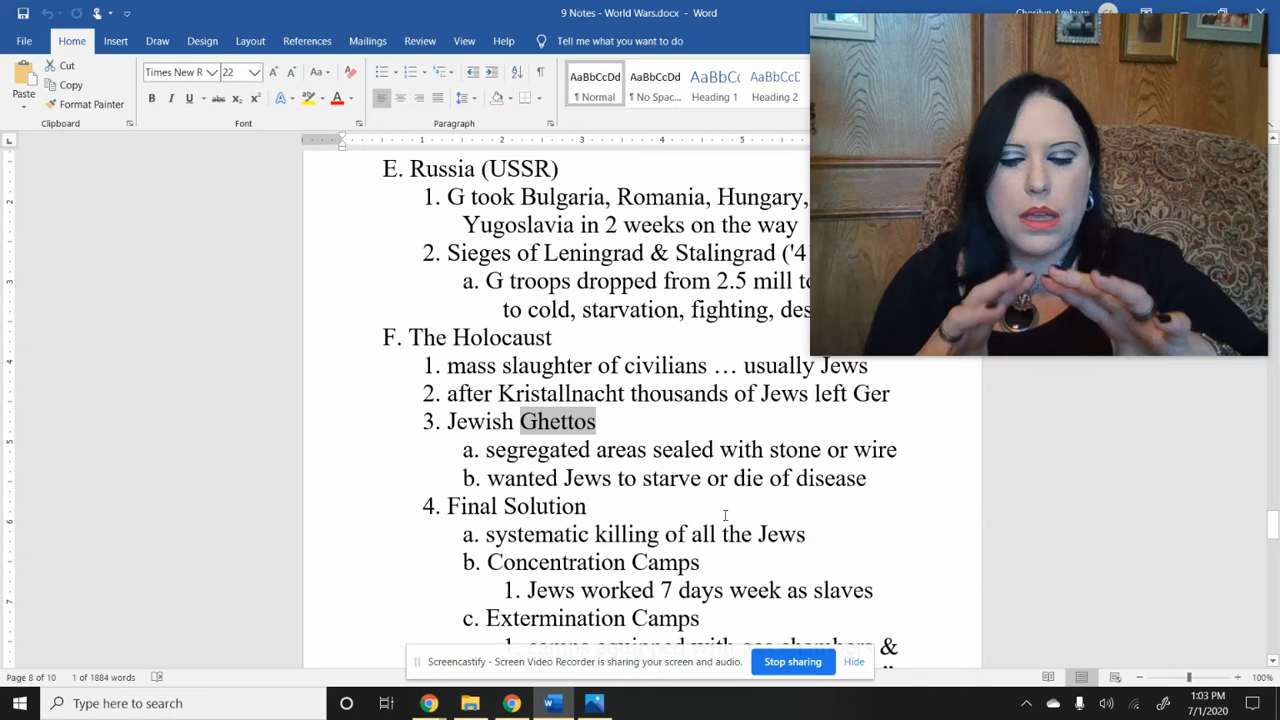 9 Notes - World Wars.docx - Word
File Home Insert Draw Design Layout References Mailings Review View Help Tell me what you want to do
Paste
Cut
Copy
Format Painter
Times New R 22
AaBbCcDd AaBbCcDd AaBbCc AaBbCcD
¶ Normal ¶ No Spac... Heading 1 Heading 2
Clipboard Font Paragraph
E. Russia (USSR)
1. G took Bulgaria, Romania, Hungary,
Yugoslavia in 2 weeks on the way
2. Sieges of Leningrad & Stalingrad ('4
a. G troops dropped from 2.5 mill to
to cold, starvation, fighting, des
F. The Holocaust
1. mass slaughter of civilians … usually Jews
2. after Kristallnacht thousands of Jews left Ger
3. Jewish Ghettos
a. segregated areas sealed with stone or wire
b. wanted Jews to starve or die of disease
4. Final Solution
a. systematic killing of all the Jews
b. Concentration Camps
1. Jews worked 7 days week as slaves
c. Extermination Camps
1. camps equipped with gas chambers &
Screencastify - Screen Video Recorder is sharing your screen and audio. Stop sharing Hide
Page 8 of 10 1 of 1884 words 100%
Type here to search
1:03 PM
7/1/2020